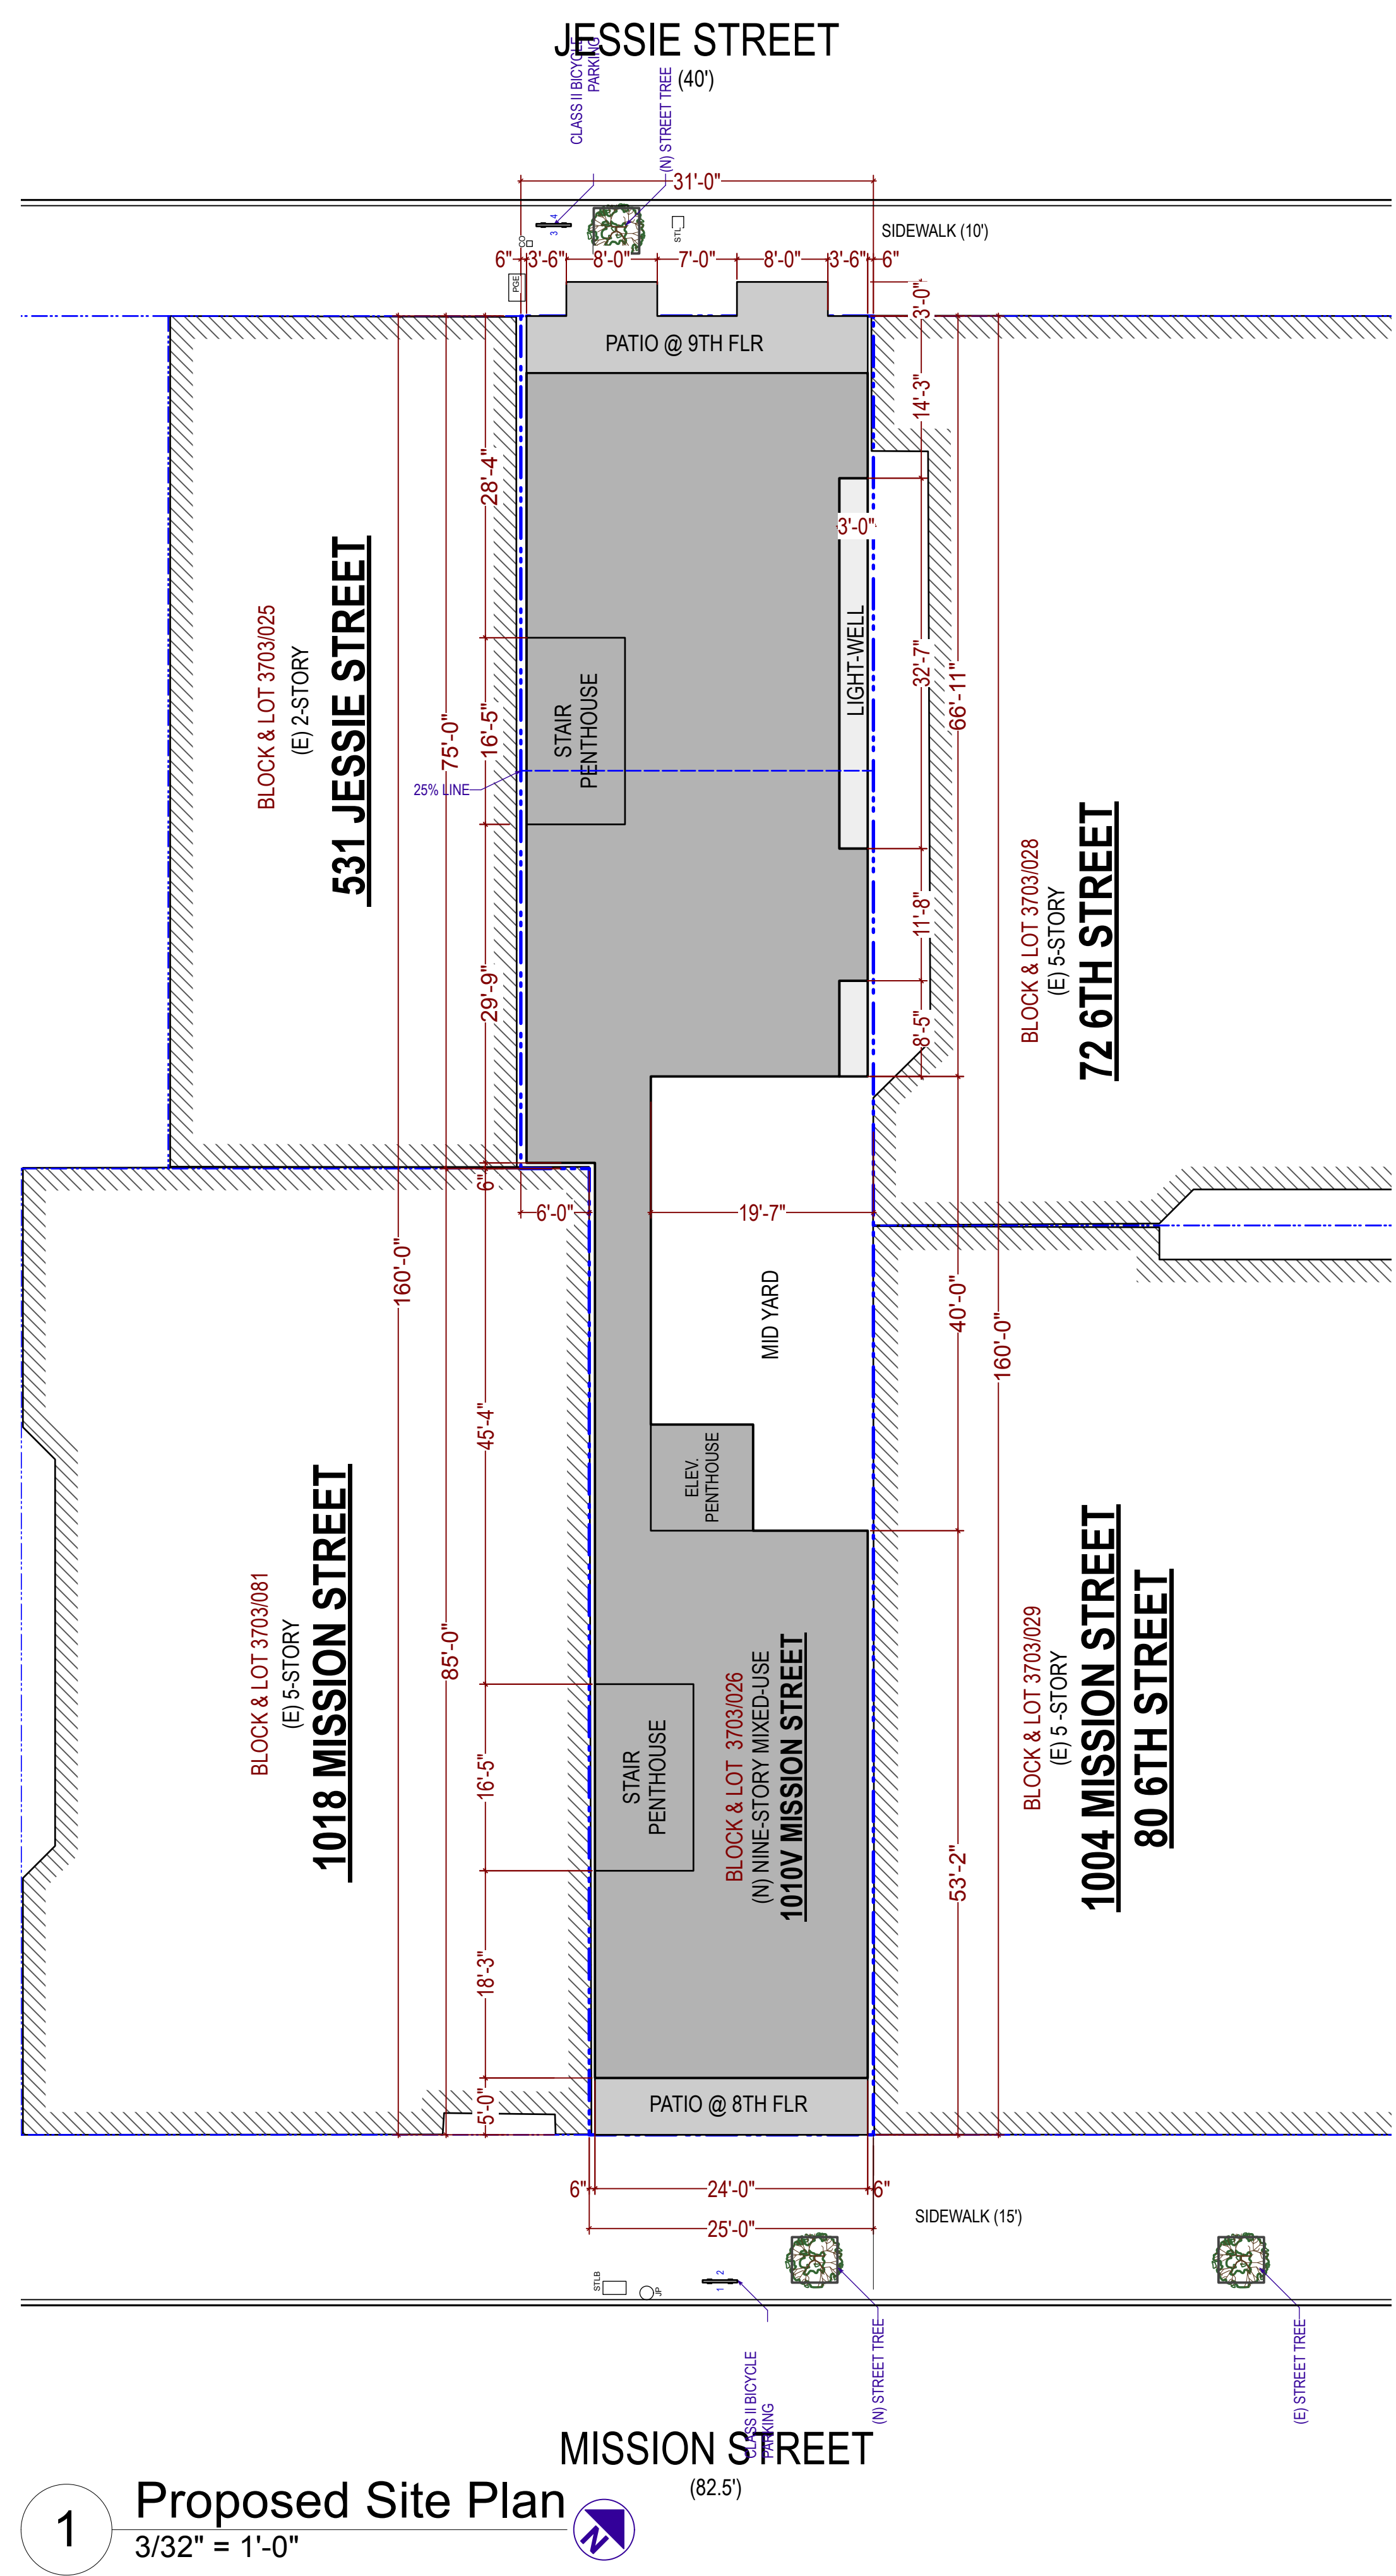 JESSIE STREET
(40')
CLASS II BICYCLE
PARKING
(N) STREET TREE
31'-0"
3 4
CO
STL
SIDEWALK (10')
6"
3'-6"
8'-0"
7'-0"
8'-0"
3'-6"
6"
PGE
3'-0"
PATIO @ 9TH FLR
14'-3"
28'-4"
3'-0"
BLOCK & LOT 3703/025
(E) 2-STORY
531 JESSIE STREET
75'-0"
16'-5"
STAIR
PENTHOUSE
LIGHT-WELL
32'-7"
66'-11"
25% LINE
29'-9"
11'-8"
8'-5"
BLOCK & LOT 3703/028
(E) 5-STORY
72 6TH STREET
6"
6'-0"
19'-7"
160'-0"
MID YARD
40'-0"
160'-0"
45'-4"
ELEV.
PENTHOUSE
BLOCK & LOT 3703/081
(E) 5-STORY
1018 MISSION STREET
85'-0"
16'-5"
STAIR
PENTHOUSE
BLOCK & LOT 3703/026
(N) NINE-STORY MIXED-USE
1010V MISSION STREET
53'-2"
BLOCK & LOT 3703/029
(E) 5 -STORY
1004 MISSION STREET
80 6TH STREET
18'-3"
5'-0"
PATIO @ 8TH FLR
6"
24'-0"
6"
25'-0"
SIDEWALK (15')
STLB
JP
1 2
CLASS II BICYCLE
PARKING
(N) STREET TREE
(E) STREET TREE
MISSION STREET
(82.5')
1
Proposed Site Plan
3/32" = 1'-0"
N